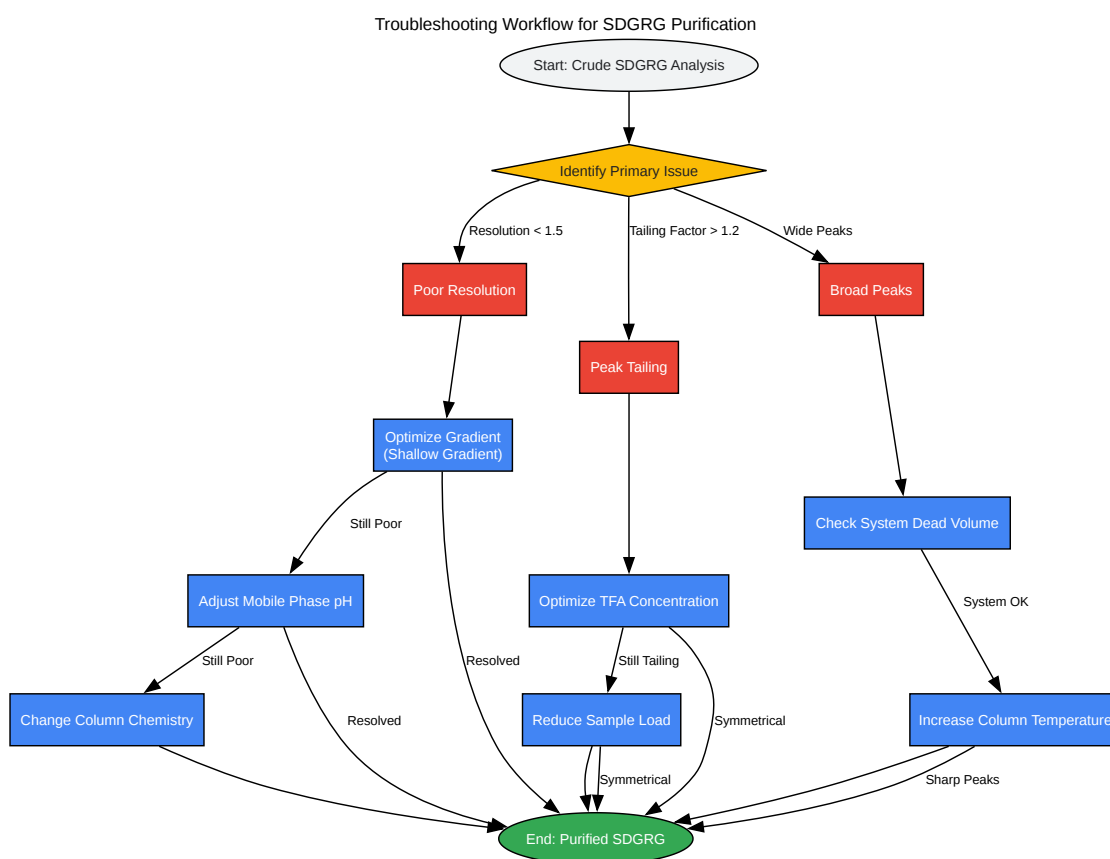 Troubleshooting Workflow for SDGRG Purification
Start: Crude SDGRG Analysis
Identify Primary Issue
Resolution < 1.5
Tailing Factor > 1.2
Wide Peaks
Poor Resolution
Broad Peaks
Peak Tailing
Optimize Gradient
(Shallow Gradient)
Still Poor
Check System Dead Volume
Adjust Mobile Phase pH
Optimize TFA Concentration
System OK
Still Poor
Resolved
Still Tailing
Change Column Chemistry
Resolved
Reduce Sample Load
Symmetrical
Increase Column Temperature
Symmetrical
Sharp Peaks
End: Purified SDGRG